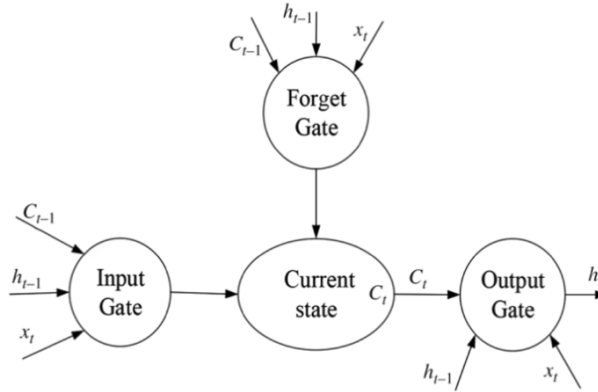 h_{t-1}
C_{t-1}
x_t
Forget
Gate
C_{t-1}
h_{t-1}
x_t
Input
Gate
Current
state
C_t
C_t
Output
Gate
h
h_{t-1}
x_t